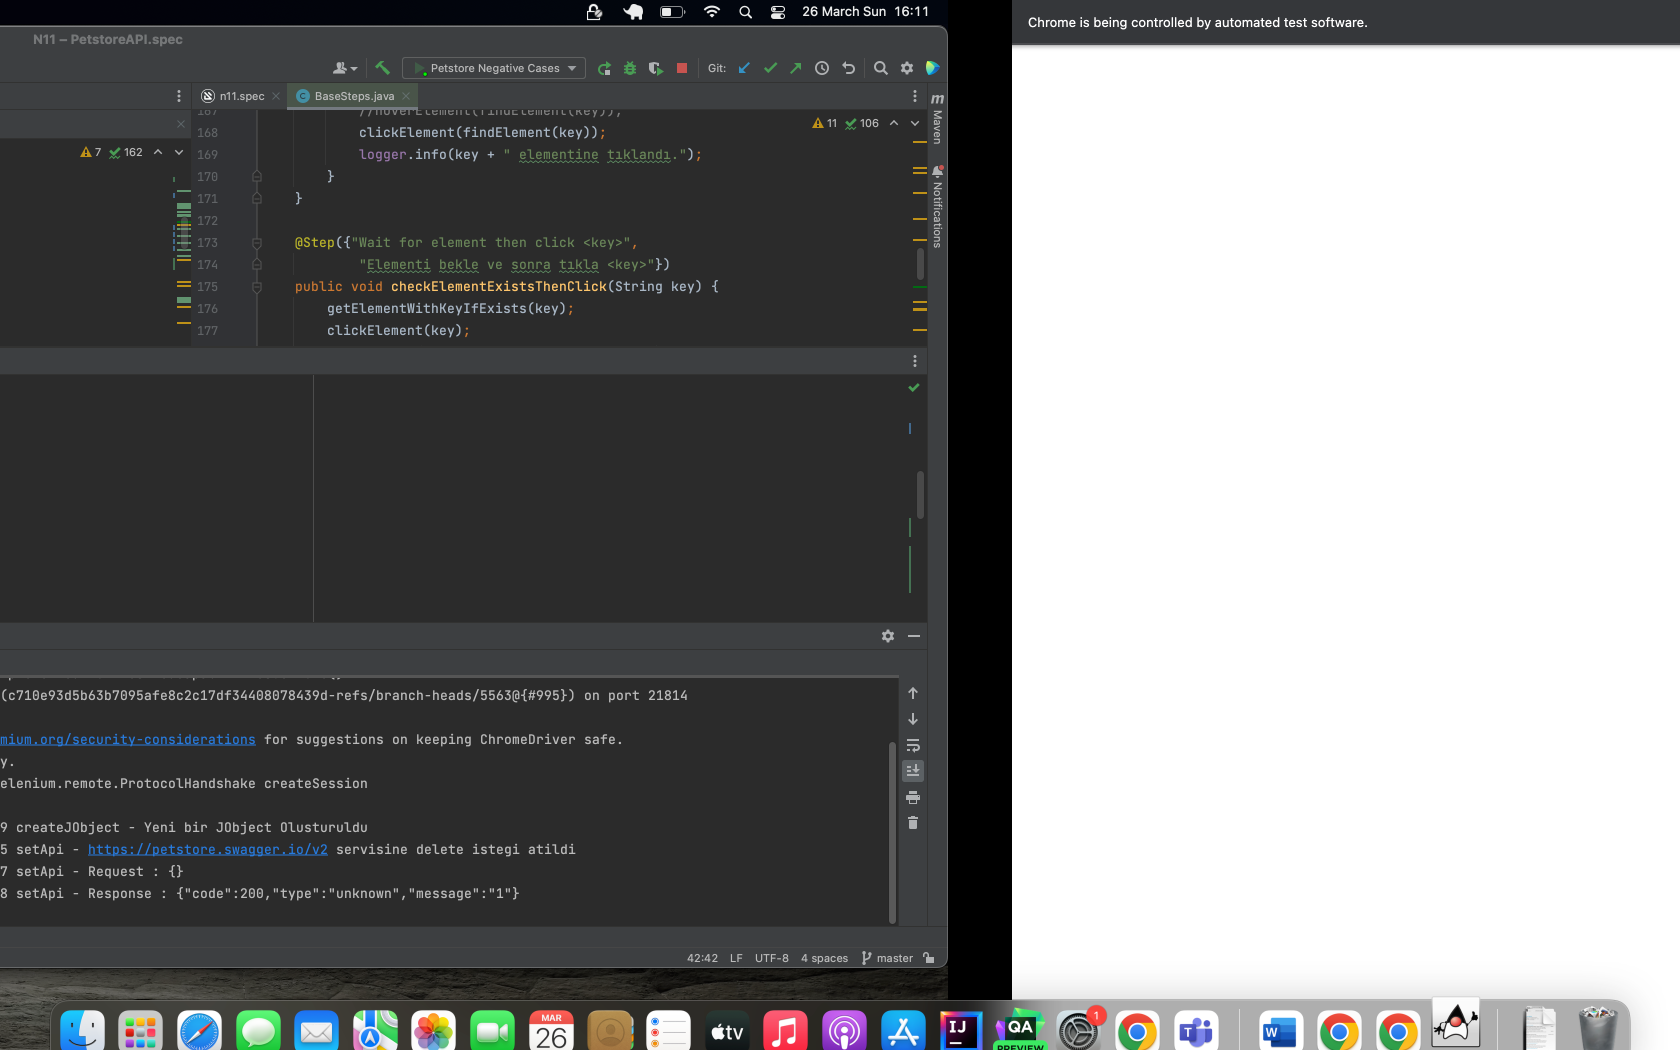 26 March Sun 16:11
Chrome is being controlled by automated test software.
N11 – PetstoreAPI.spec
Petstore Negative Cases
Git:
n11.spec
BaseSteps.java
m
Maven
Notifications
7 162
11 106
167 //hoverElement(findElement(key));
168 clickElement(findElement(key));
169 logger.info(key + " elementine tıklandı.");
170 }
171 }
172
173 @Step({"Wait for element then click <key>",
174 "Elementi bekle ve sonra tıkla <key>"})
175 public void checkElementExistsThenClick(String key) {
176 getElementWithKeyIfExists(key);
177 clickElement(key);
(c710e93d5b63b7095afe8c2c17df34408078439d-refs/branch-heads/5563@{#995}) on port 21814
mium.org/security-considerations for suggestions on keeping ChromeDriver safe.
y.
elenium.remote.ProtocolHandshake createSession
9 createJObject - Yeni bir JObject Olusturuldu
5 setApi - https://petstore.swagger.io/v2 servisine delete istegi atildi
7 setApi - Request : {}
8 setApi - Response : {"code":200,"type":"unknown","message":"1"}
42:42 LF UTF-8 4 spaces master
MAR
26
tv
IJ
QA
PREVIEW
1
T
W